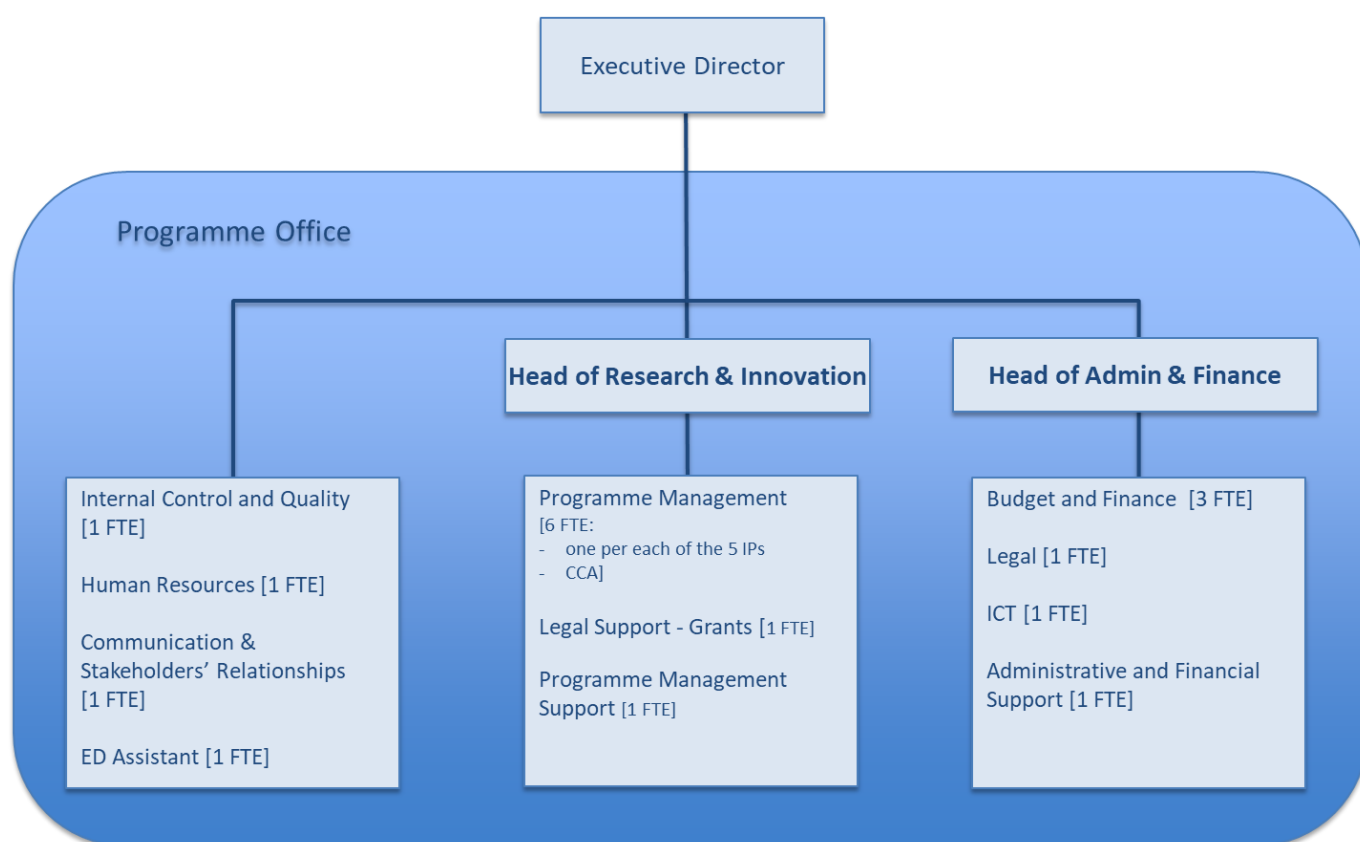 Executive Director
Programme Office
Head of Research & Innovation
Head of Admin & Finance
Internal Control and Quality
[1 FTE]
Human Resources [1 FTE]
Communication &
Stakeholders’ Relationships
[1 FTE]
ED Assistant [1 FTE]
Programme Management
[6 FTE:
- one per each of the 5 IPs
- CCA]
Legal Support - Grants [1 FTE]
Programme Management
Support [1 FTE]
Budget and Finance [3 FTE]
Legal [1 FTE]
ICT [1 FTE]
Administrative and Financial
Support [1 FTE]